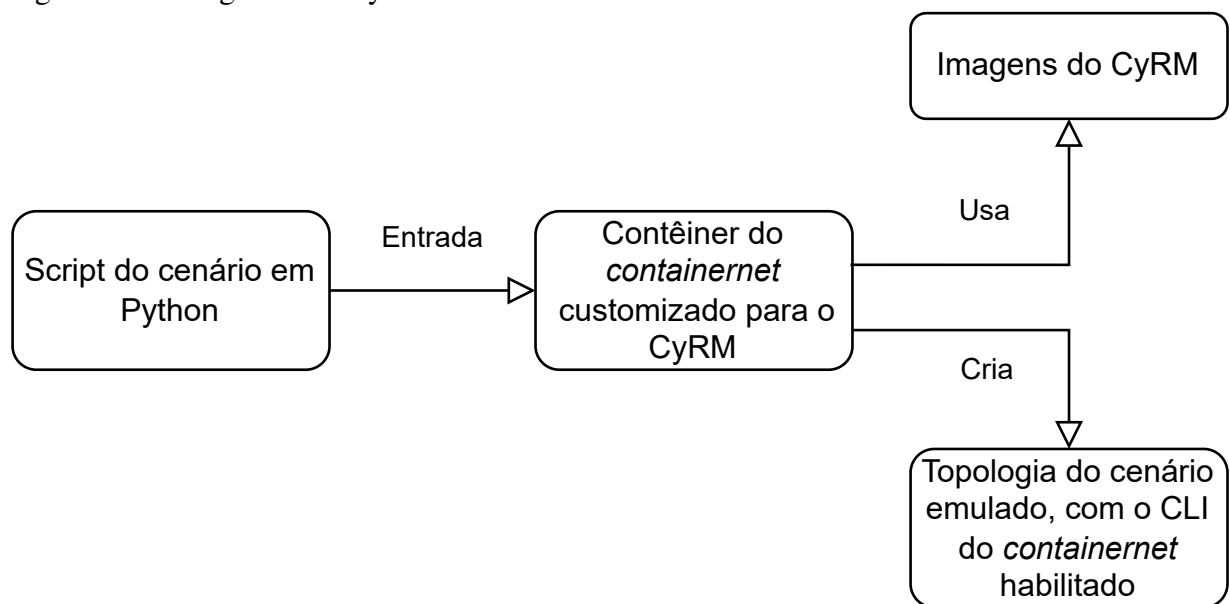 Imagens do CyRM
Usa
Entrada
Script do cenário em
Python
Contêiner do
containernet
customizado para o
CyRM
Cria
Topologia do cenário
emulado, com o CLI
do containernet
habilitado